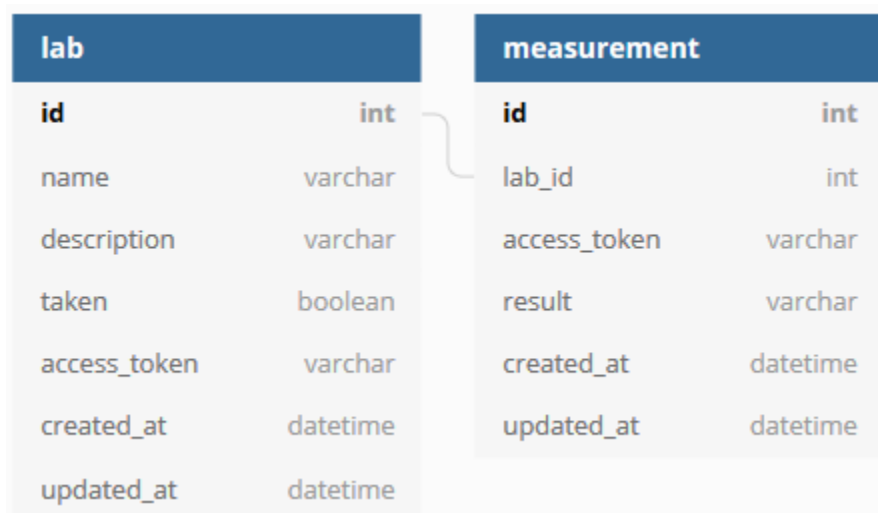 lab
id int
name varchar
description varchar
taken boolean
access_token varchar
created_at datetime
updated_at datetime
measurement
id int
lab_id int
access_token varchar
result varchar
created_at datetime
updated_at datetime